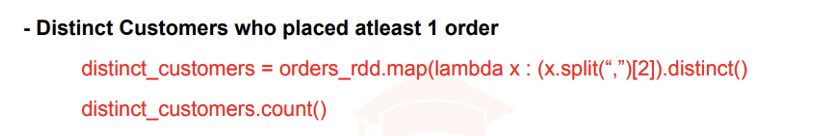 - Distinct Customers who placed atleast 1 order
distinct_customers = orders_rdd.map(lambda x : (x.split(“,”)[2]).distinct()
distinct_customers.count()